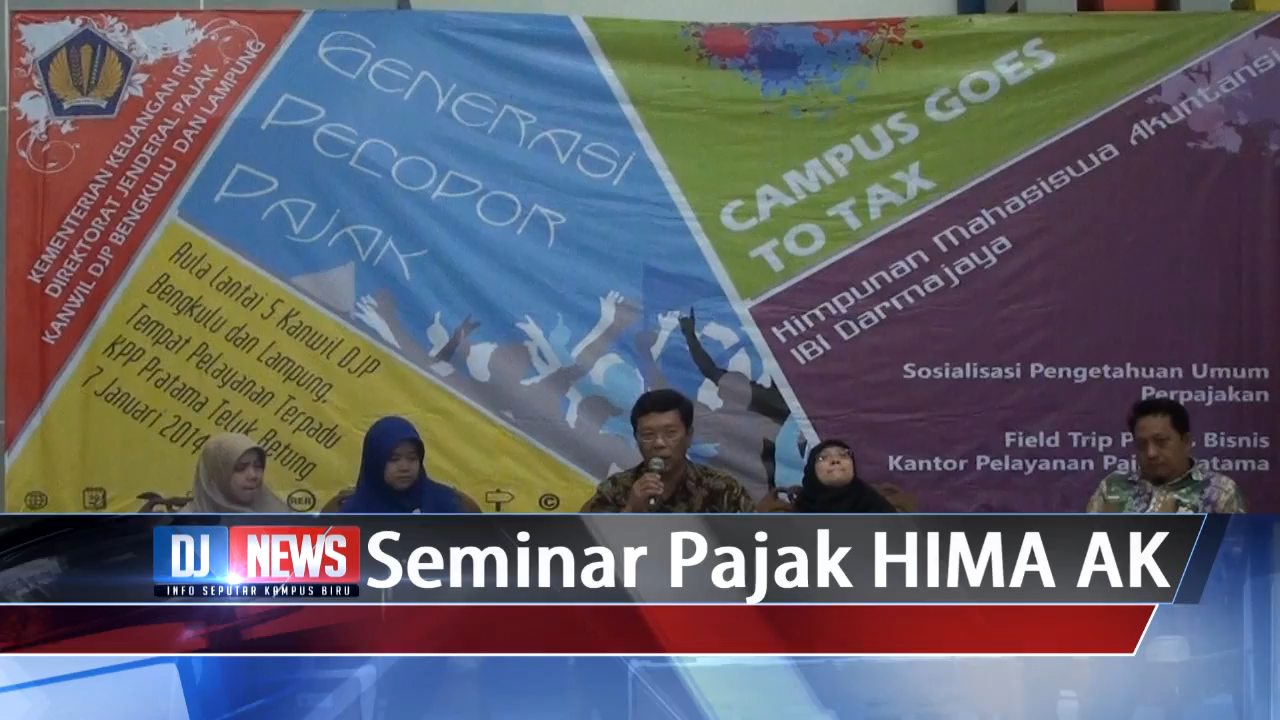 KEMENTERIAN KEUANGAN RI
DIREKTORAT JENDERAL PAJAK
KANWIL DJP BENGKULU DAN LAMPUNG
GENERASI
PELOPOR
PAJAK
CAMPUS GOES
TO TAX
Himpunan Mahasiswa Akuntansi
IBI Darmajaya
Aula lantai 5 Kanwil DJP
Bengkulu dan Lampung,
Tempat Pelayanan Terpadu
KPP Pratama Teluk Betung
7 Januari 2014
Sosialisasi Pengetahuan Umum
Perpajakan
Field Trip Bisnis
Kantor Pelayanan
DJ NEWS
INFO SEPUTAR KAMPUS BIRU
Seminar Pajak HIMA AK